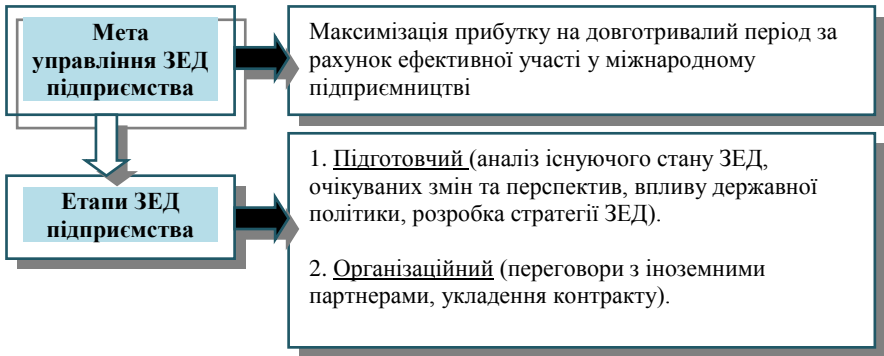 Мета
управління ЗЕД
підприємства
Максимізація прибутку на довготривалий період за
рахунок ефективної участі у міжнародному
підприємництві
Етапи ЗЕД
підприємства
1. Підготовчий (аналіз існуючого стану ЗЕД,
очікуваних змін та перспектив, впливу державної
політики, розробка стратегії ЗЕД).
2. Організаційний (переговори з іноземними
партнерами, укладення контракту).